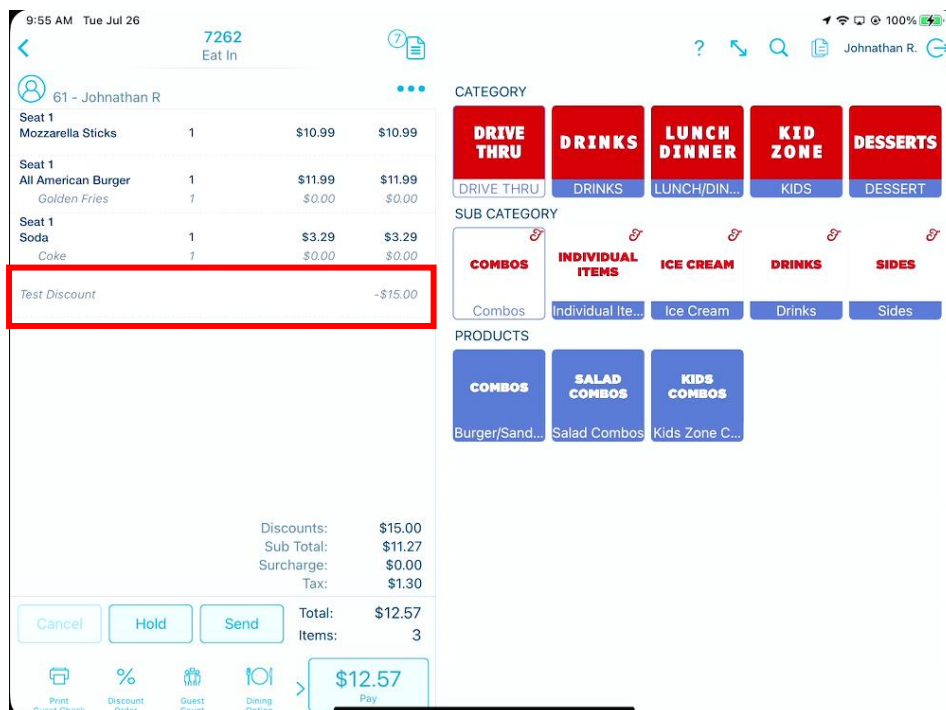 9:55 AM Tue Jul 26
100%
7262
Eat In
7
?
Johnathan R.
61 - Johnathan R
Seat 1
Mozzarella Sticks 1 $10.99 $10.99
Seat 1
All American Burger 1 $11.99 $11.99
Golden Fries 1 $0.00 $0.00
Seat 1
Soda 1 $3.29 $3.29
Coke 1 $0.00 $0.00
Test Discount -$15.00
Discounts: $15.00
Sub Total: $11.27
Surcharge: $0.00
Tax: $1.30
Cancel Hold Send
Total: $12.57
Items: 3
Print
Discount
Guest
Dining
$12.57
Pay
CATEGORY
DRIVE
THRU
DRINKS
LUNCH
DINNER
KID
ZONE
DESSERTS
DRIVE THRU DRINKS LUNCH/DIN... KIDS DESSERT
SUB CATEGORY
COMBOS
INDIVIDUAL
ITEMS
ICE CREAM
DRINKS
SIDES
Combos Individual Ite... Ice Cream Drinks Sides
PRODUCTS
COMBOS
SALAD
COMBOS
KIDS
COMBOS
Burger/Sand... Salad Combos Kids Zone C...